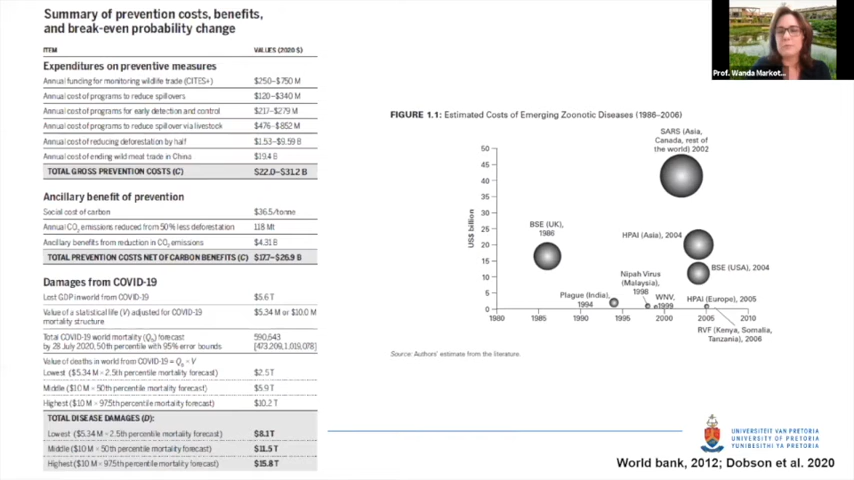 Summary of prevention costs, benefits,
and break-even probability change
ITEM VALUES (2020 $)
Expenditures on preventive measures
Annual funding for monitoring wildlife trade (CITES+) $250–$750 M
Annual cost of programs to reduce spillovers $120–$340 M
Annual cost of programs for early detection and control $217–$279 M
Annual cost of programs to reduce spillover via livestock $476–$852 M
Annual cost of reducing deforestation by half $1.53–$9.59 B
Annual cost of ending wild meat trade in China $19.4 B
TOTAL GROSS PREVENTION COSTS (C) $22.0–$31.2 B
Ancillary benefit of prevention
Social cost of carbon $36.5/tonne
Annual CO2 emissions reduced from 50% less deforestation 118 Mt
Ancillary benefits from reduction in CO2 emissions $4.31 B
TOTAL PREVENTION COSTS NET OF CARBON BENEFITS (C) $17.7–$26.9 B
Damages from COVID-19
Lost GDP in world from COVID-19 $5.6 T
Value of a statistical life (V) adjusted for COVID-19 $5.34 M or $10.0 M
mortality structure
Total COVID-19 world mortality (Q0) forecast 590,643
by 28 July 2020, 50th percentile with 95% error bounds [473,209, 1,019,078]
Value of deaths in world from COVID-19 = Q0 × V
Lowest ($5.34 M × 2.5th percentile mortality forecast) $2.5 T
Middle ($10 M × 50th percentile mortality forecast) $5.9 T
Highest ($10 M × 97.5th percentile mortality forecast) $10.2 T
TOTAL DISEASE DAMAGES (D):
Lowest ($5.34 M × 2.5th percentile mortality forecast) $8.1 T
Middle ($10 M × 50th percentile mortality forecast) $11.5 T
Highest ($10 M × 97.5th percentile mortality forecast) $15.8 T
Prof. Wanda Markot...
FIGURE 1.1: Estimated Costs of Emerging Zoonotic Diseases (1986–2006)
US$ billion
50
45
40
35
30
25
20
15
10
5
0
1980 1985 1990 1995 2000 2005 2010
SARS (Asia,
Canada, rest of
the world) 2002
BSE (UK),
1986
HPAI (Asia), 2004
BSE (USA), 2004
Nipah Virus
(Malaysia),
1998
Plague (India),
1994
WNV,
1999
HPAI (Europe), 2005
RVF (Kenya, Somalia,
Tanzania), 2006
Source: Authors' estimate from the literature.
UNIVERSITEIT VAN PRETORIA
UNIVERSITY OF PRETORIA
YUNIBESITHI YA PRETORIA
World bank, 2012; Dobson et al. 2020